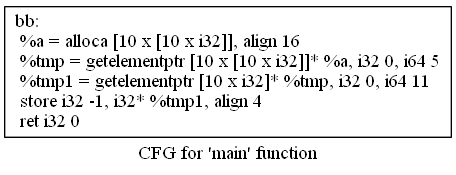 bb:
%a = alloca [10 x [10 x i32]], align 16
%tmp = getelementptr [10 x [10 x i32]]* %a, i32 0, i64 5
%tmp1 = getelementptr [10 x i32]* %tmp, i32 0, i64 11
store i32 -1, i32* %tmp1, align 4
ret i32 0
CFG for 'main' function